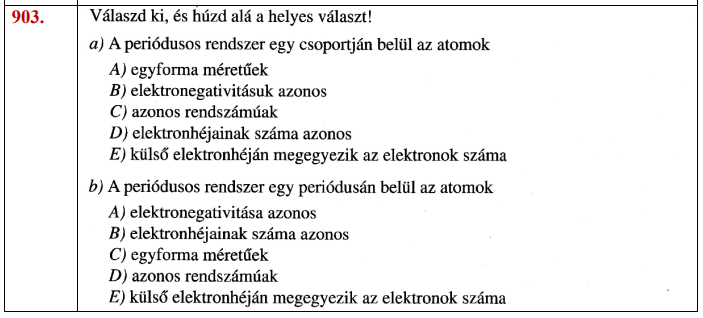 903.
Válaszd ki, és húzd alá a helyes választ!
a) A periódusos rendszer egy csoportján belül az atomok
A) egyforma méretűek
B) elektronegativitásuk azonos
C) azonos rendszámúak
D) elektronhéjainak száma azonos
E) külső elektronhéján megegyezik az elektronok száma
b) A periódusos rendszer egy periódusán belül az atomok
A) elektronegativitása azonos
B) elektronhéjainak száma azonos
C) egyforma méretűek
D) azonos rendszámúak
E) külső elektronhéján megegyezik az elektronok száma